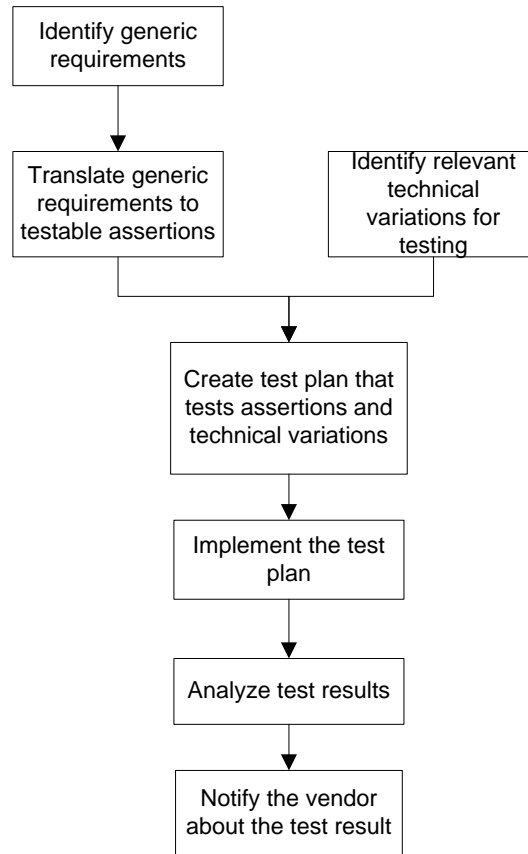 Identify generic
requirements
Translate generic
requirements to
testable assertions
Identify relevant
technical
variations for
testing
Create test plan that
tests assertions and
technical variations
Implement the test
plan
Analyze test results
Notify the vendor
about the test result